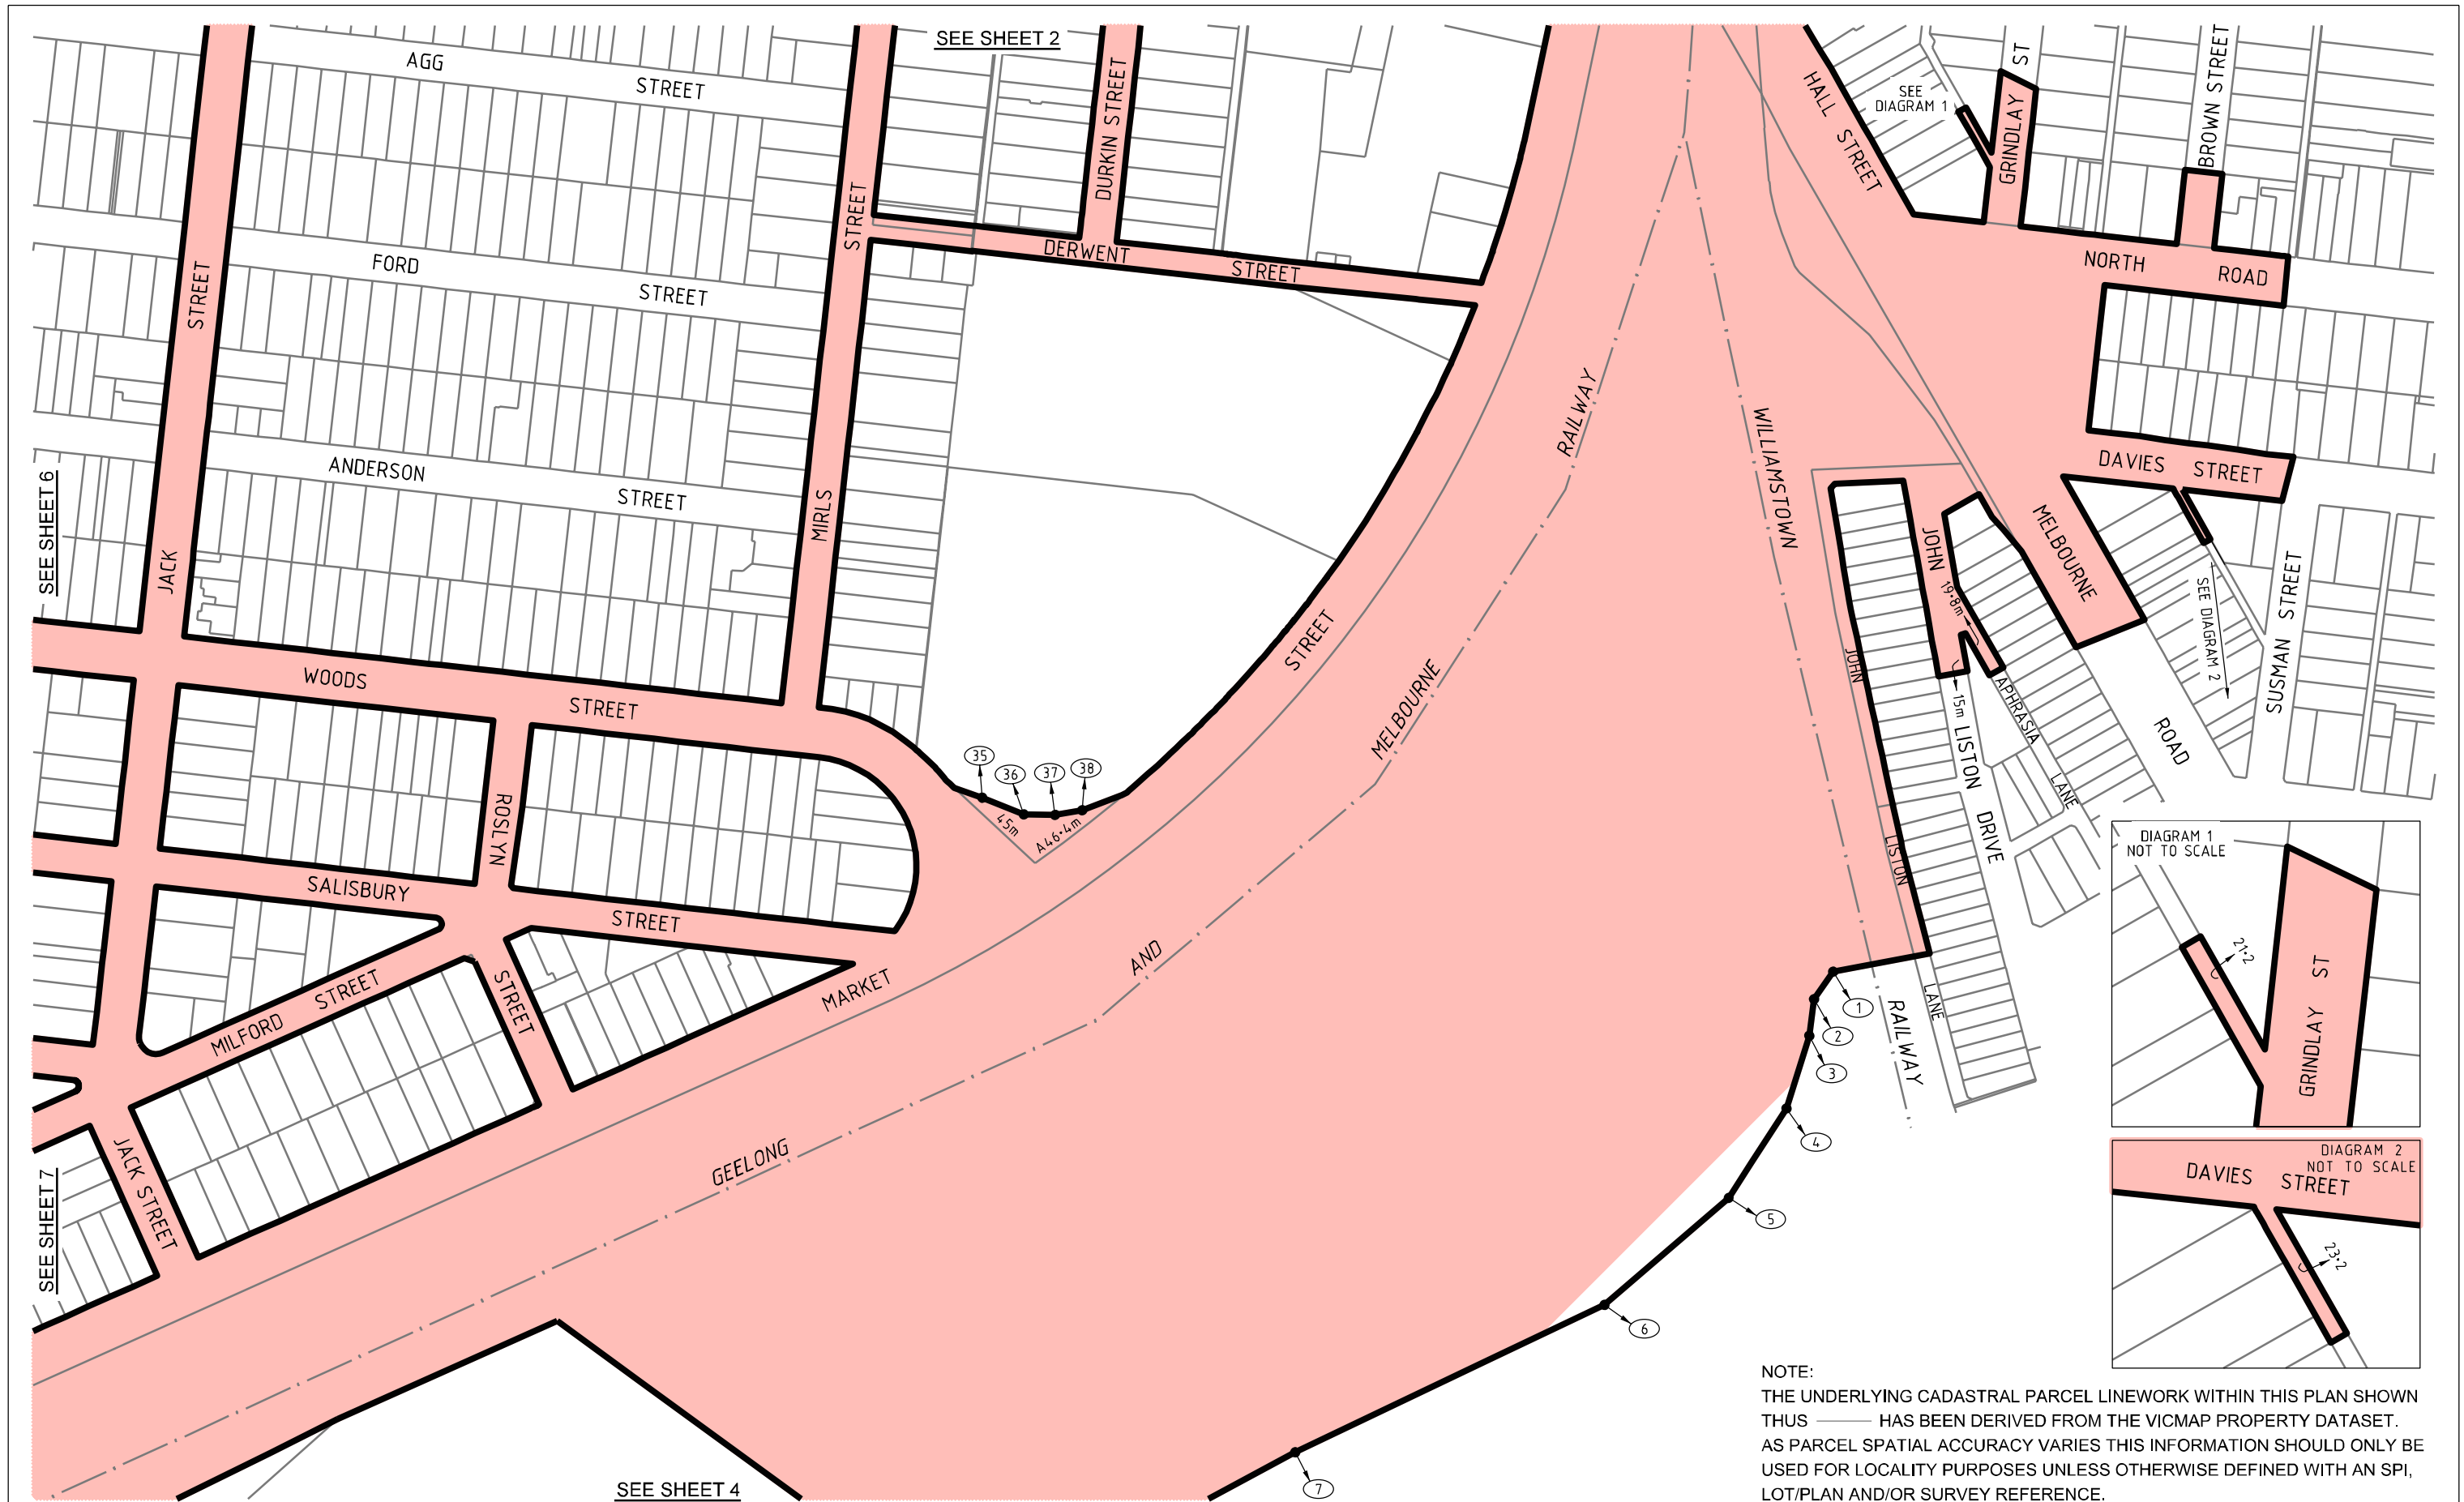 SEE SHEET 2
AGG STREET
DURKIN STREET
HALL STREET
SEE
DIAGRAM 1
GRINDLAY ST
BROWN STREET
JACK STREET
MIRLS STREET
FORD STREET
DERWENT STREET
NORTH ROAD
ANDERSON STREET
SEE SHEET 6
RAILWAY
WILLIAMSTOWN
DAVIES STREET
MELBOURNE
JOHN
19·8m
SEE DIAGRAM 2
SUSMAN STREET
STREET
WOODS STREET
JOHN
15m
APHRASIA
LANE
ROAD
LISTON DRIVE
LISTON
LANE
MELBOURNE
35
36
37
38
45m
A46·4m
ROSLYN
SALISBURY STREET
STREET
MILFORD STREET
MARKET
AND
GEELONG
RAILWAY
1
2
3
4
5
6
7
JACK STREET
SEE SHEET 7
SEE SHEET 4
DIAGRAM 1
NOT TO SCALE
21·2
GRINDLAY ST
DIAGRAM 2
NOT TO SCALE
DAVIES STREET
23·2
NOTE:
THE UNDERLYING CADASTRAL PARCEL LINEWORK WITHIN THIS PLAN SHOWN
THUS HAS BEEN DERIVED FROM THE VICMAP PROPERTY DATASET.
AS PARCEL SPATIAL ACCURACY VARIES THIS INFORMATION SHOULD ONLY BE
USED FOR LOCALITY PURPOSES UNLESS OTHERWISE DEFINED WITH AN SPI,
LOT/PLAN AND/OR SURVEY REFERENCE.